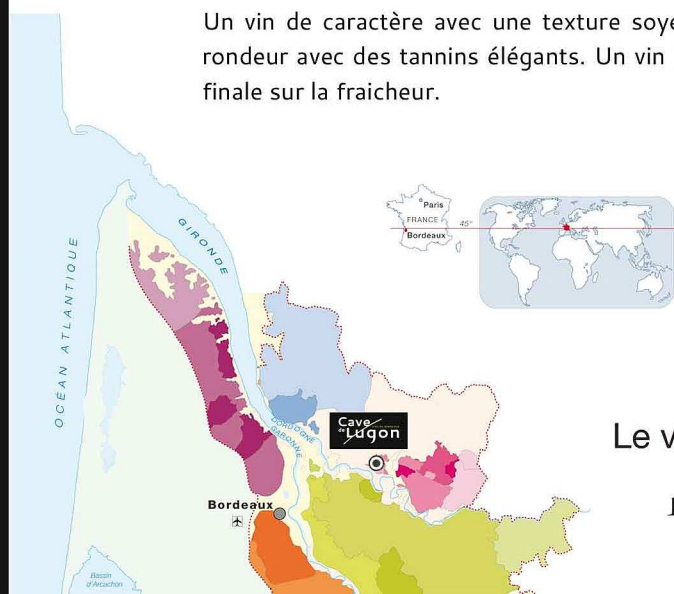 Un vin de caractère avec une texture soye
rondeur avec des tannins élégants. Un vin
finale sur la fraicheur.
Paris
FRANCE
45°
Bordeaux
GIRONDE
OCÉAN ATLANTIQUE
Cave
de Lugon
DORDOGNE
GARONNE
Le v
Bordeaux
Bassin
d'Arcachon